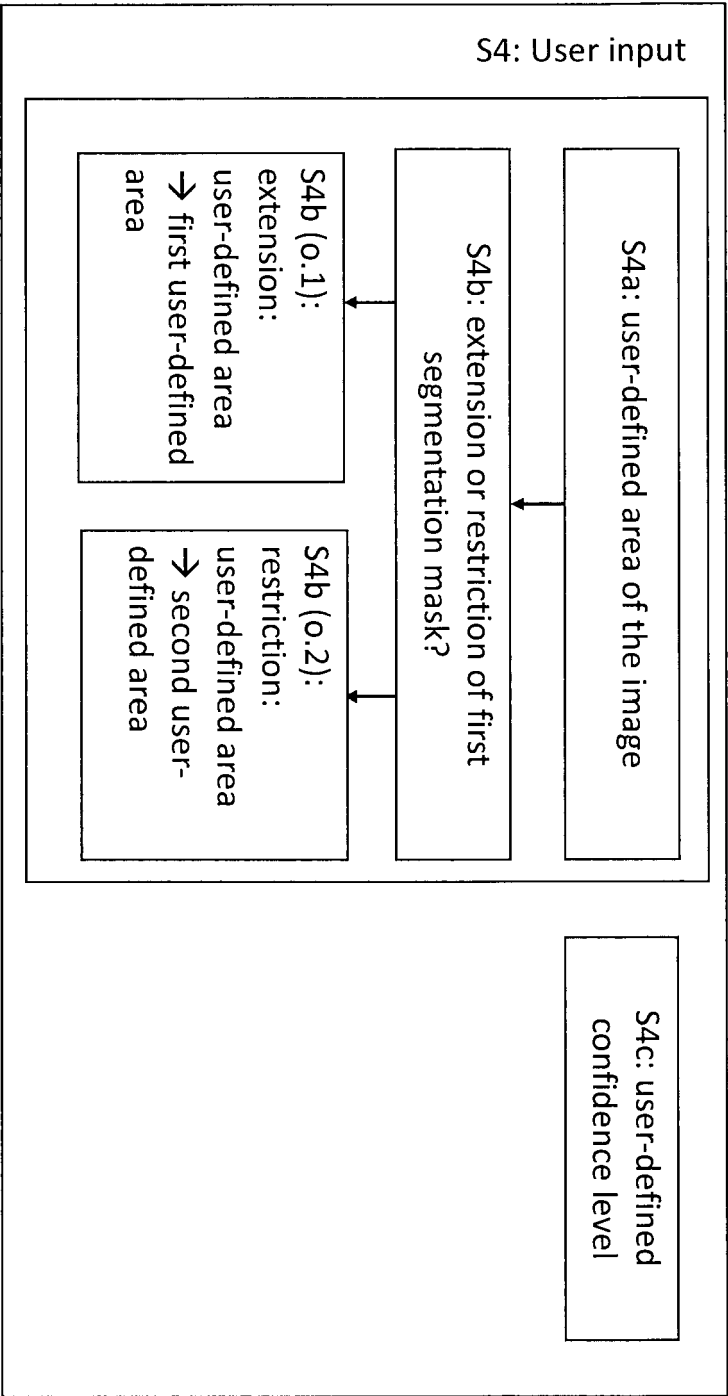 S4: User input
S4a: user-defined area of the image
S4b: extension or restriction of first
segmentation mask?
S4b (o.1):
extension:
user-defined area
→ first user-defined
area
S4b (o.2):
restriction:
user-defined area
→ second user-
defined area
S4c: user-defined
confidence level